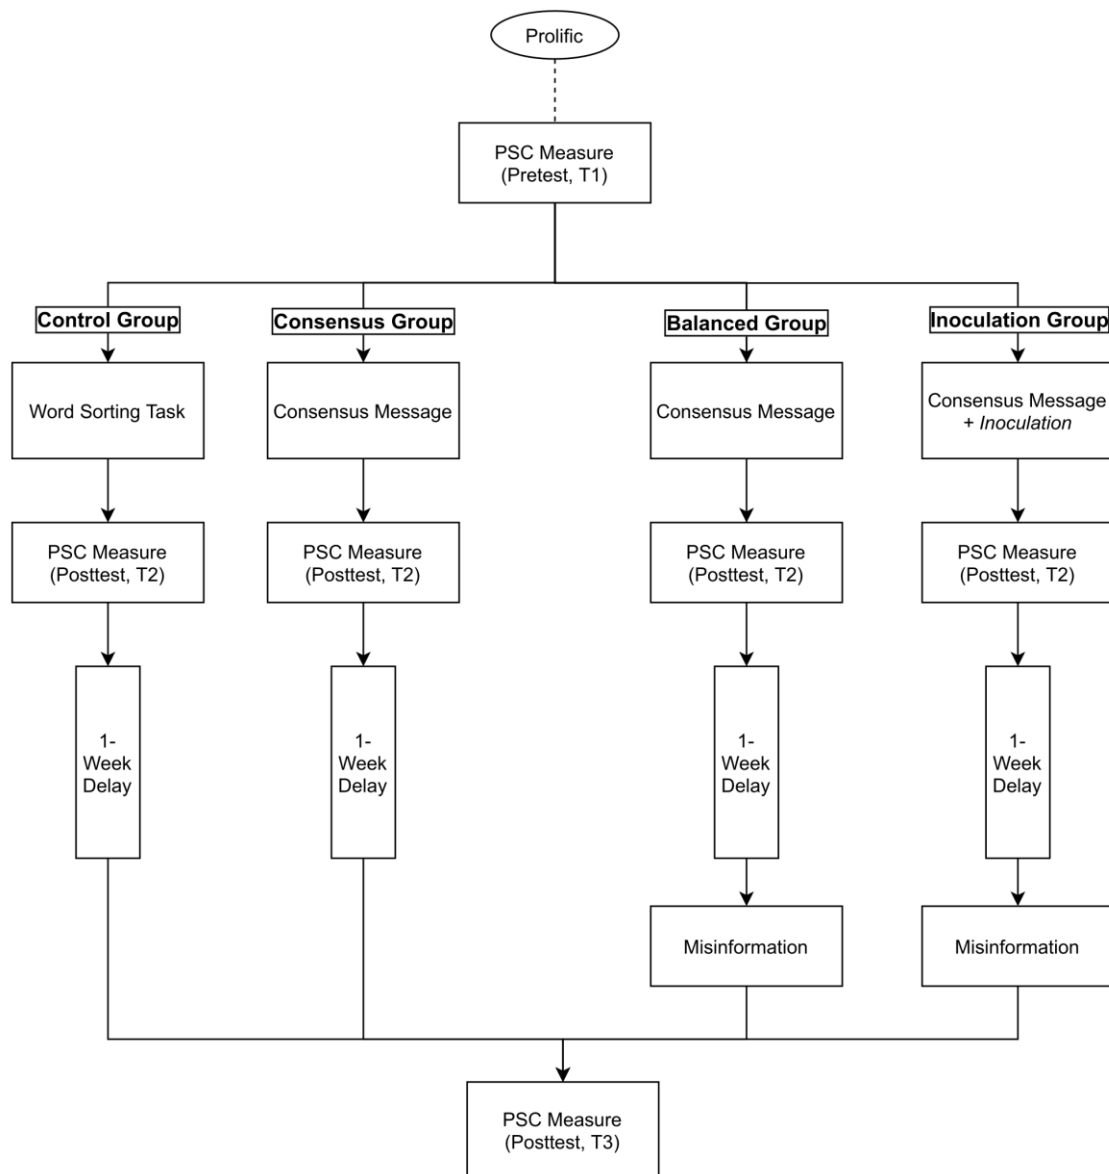 Prolific
PSC Measure
(Pretest, T1)
Control Group
Consensus Group
Balanced Group
Inoculation Group
Word Sorting Task
Consensus Message
Consensus Message
Consensus Message
+ Inoculation
PSC Measure
(Posttest, T2)
PSC Measure
(Posttest, T2)
PSC Measure
(Posttest, T2)
PSC Measure
(Posttest, T2)
1-
Week
Delay
1-
Week
Delay
1-
Week
Delay
1-
Week
Delay
Misinformation
Misinformation
PSC Measure
(Posttest, T3)